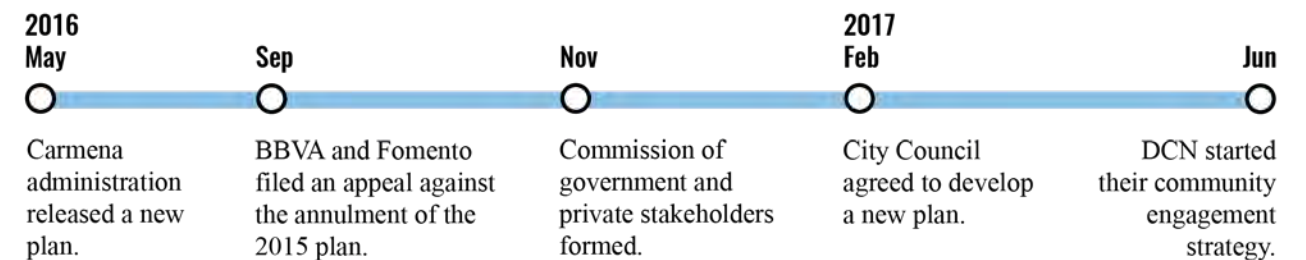 2016
May
Sep
Nov
2017
Feb
Jun
Carmena
administration
released a new
plan.
BBVA and Fomento
filed an appeal against
the annulment of the
2015 plan.
Commission of
government and
private stakeholders
formed.
City Council
agreed to develop
a new plan.
DCN started
their community
engagement
strategy.